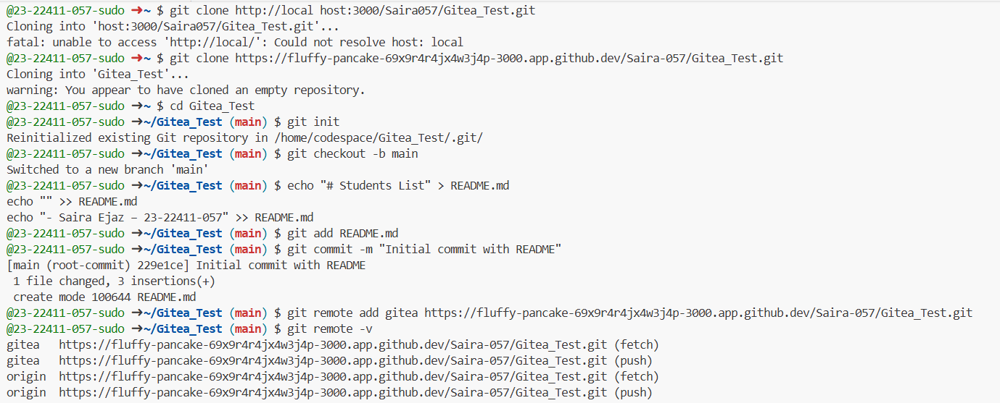 @23-22411-057-sudo ➜~ $ git clone http://local host:3000/Saira057/Gitea_Test.git
Cloning into 'host:3000/Saira057/Gitea_Test.git'...
fatal: unable to access 'http://local/': Could not resolve host: local
@23-22411-057-sudo ➜~ $ git clone https://fluffy-pancake-69x9r4r4jx4w3j4p-3000.app.github.dev/Saira-057/Gitea_Test.git
Cloning into 'Gitea_Test'...
warning: You appear to have cloned an empty repository.
@23-22411-057-sudo ➜~ $ cd Gitea_Test
@23-22411-057-sudo ➜~/Gitea_Test (main) $ git init
Reinitialized existing Git repository in /home/codespace/Gitea_Test/.git/
@23-22411-057-sudo ➜~/Gitea_Test (main) $ git checkout -b main
Switched to a new branch 'main'
@23-22411-057-sudo ➜~/Gitea_Test (main) $ echo "# Students List" > README.md
echo "" >> README.md
echo "- Saira Ejaz – 23-22411-057" >> README.md
@23-22411-057-sudo ➜~/Gitea_Test (main) $ git add README.md
@23-22411-057-sudo ➜~/Gitea_Test (main) $ git commit -m "Initial commit with README"
[main (root-commit) 229e1ce] Initial commit with README
 1 file changed, 3 insertions(+)
 create mode 100644 README.md
@23-22411-057-sudo ➜~/Gitea_Test (main) $ git remote add gitea https://fluffy-pancake-69x9r4r4jx4w3j4p-3000.app.github.dev/Saira-057/Gitea_Test.git
@23-22411-057-sudo ➜~/Gitea_Test (main) $ git remote -v
gitea   https://fluffy-pancake-69x9r4r4jx4w3j4p-3000.app.github.dev/Saira-057/Gitea_Test.git (fetch)
gitea   https://fluffy-pancake-69x9r4r4jx4w3j4p-3000.app.github.dev/Saira-057/Gitea_Test.git (push)
origin  https://fluffy-pancake-69x9r4r4jx4w3j4p-3000.app.github.dev/Saira-057/Gitea_Test.git (fetch)
origin  https://fluffy-pancake-69x9r4r4jx4w3j4p-3000.app.github.dev/Saira-057/Gitea_Test.git (push)